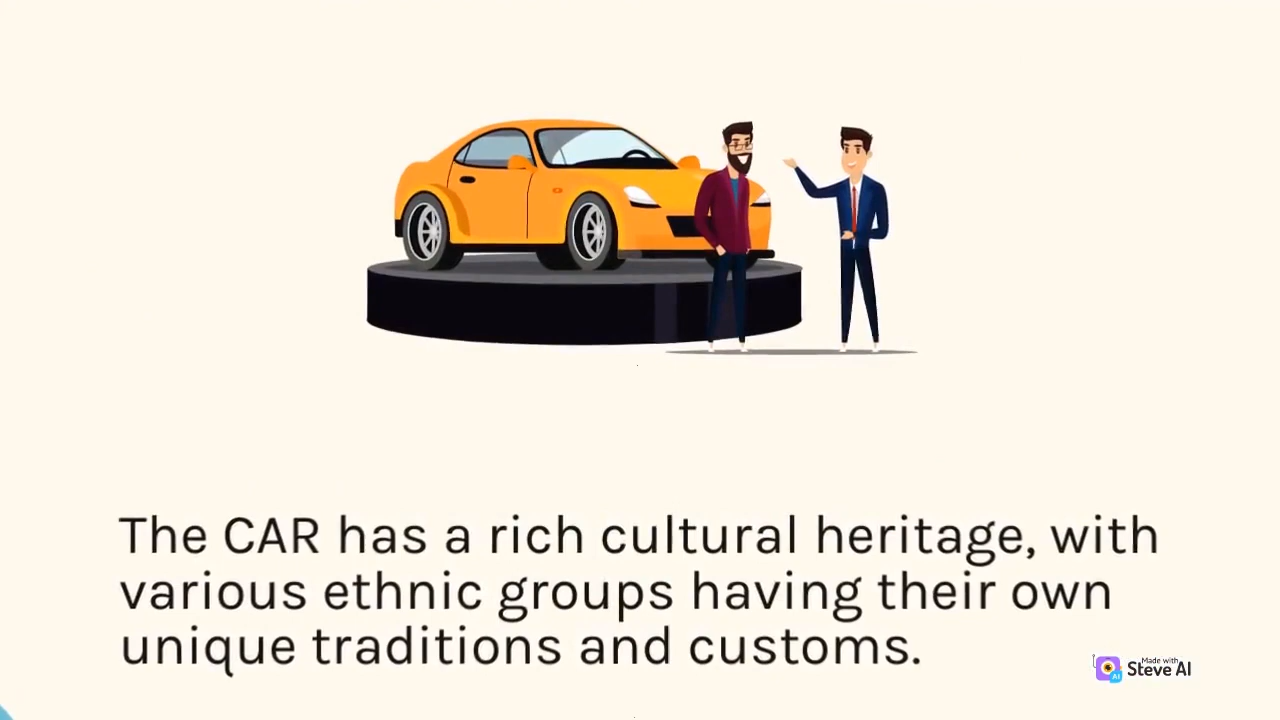 The CAR has a rich cultural heritage, with
various ethnic groups having their own
unique traditions and customs.
Made with
Steve AI
AI